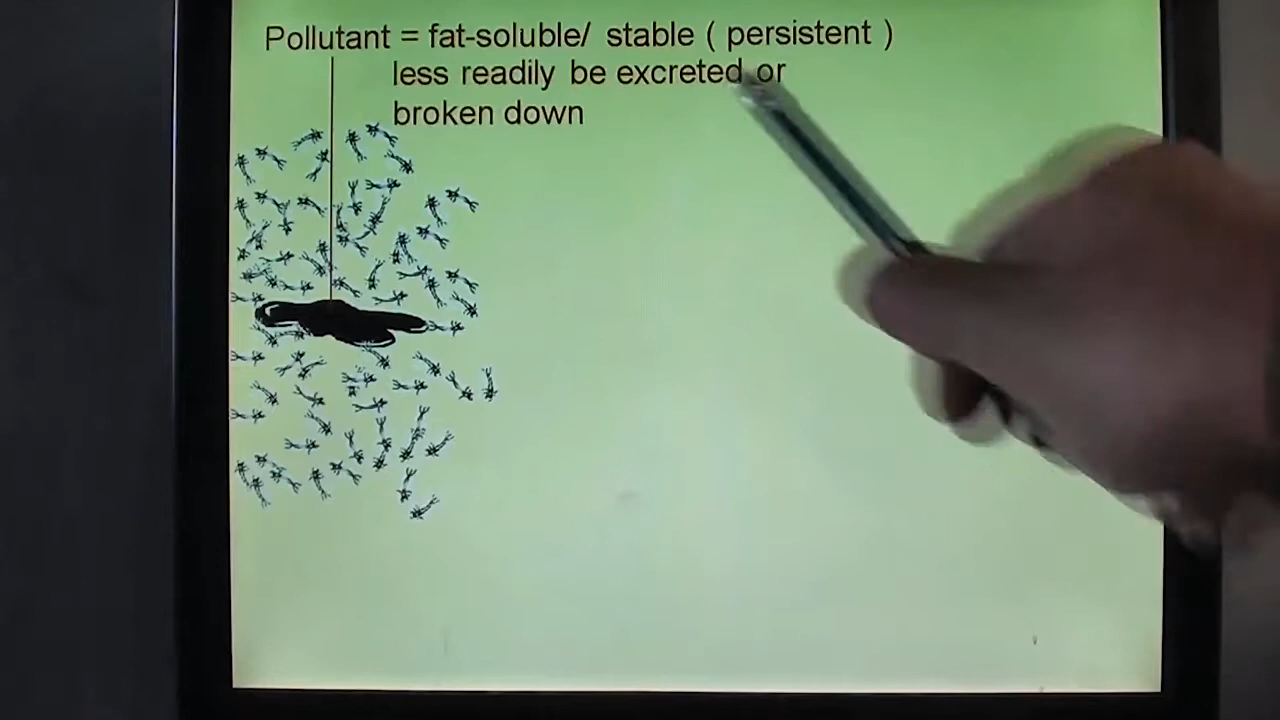 Pollutant = fat-soluble/ stable ( persistent )
less readily be excreted or
broken down